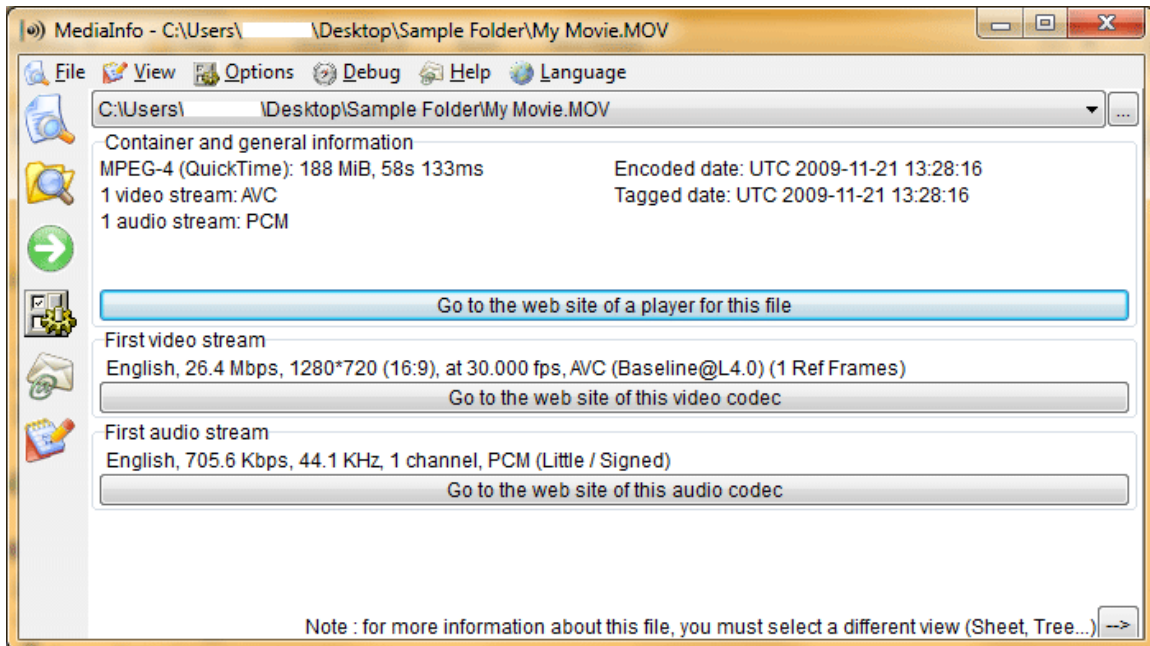 MediaInfo - C:\Users\ \Desktop\Sample Folder\My Movie.MOV
File View Options Debug Help Language
C:\Users\ \Desktop\Sample Folder\My Movie.MOV ...
Container and general information
MPEG-4 (QuickTime): 188 MiB, 58s 133ms Encoded date: UTC 2009-11-21 13:28:16
1 video stream: AVC Tagged date: UTC 2009-11-21 13:28:16
1 audio stream: PCM
Go to the web site of a player for this file
First video stream
English, 26.4 Mbps, 1280*720 (16:9), at 30.000 fps, AVC (Baseline@L4.0) (1 Ref Frames)
Go to the web site of this video codec
First audio stream
English, 705.6 Kbps, 44.1 KHz, 1 channel, PCM (Little / Signed)
Go to the web site of this audio codec
Note : for more information about this file, you must select a different view (Sheet, Tree...) -->